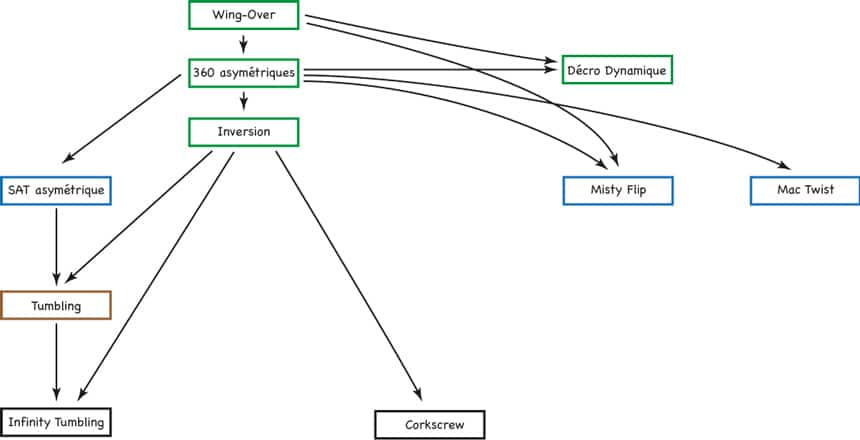 Wing-Over
360 asymétriques
Décro Dynamique
Inversion
SAT asymétrique
Misty Flip
Mac Twist
Tumbling
Infinity Tumbling
Corkscrew